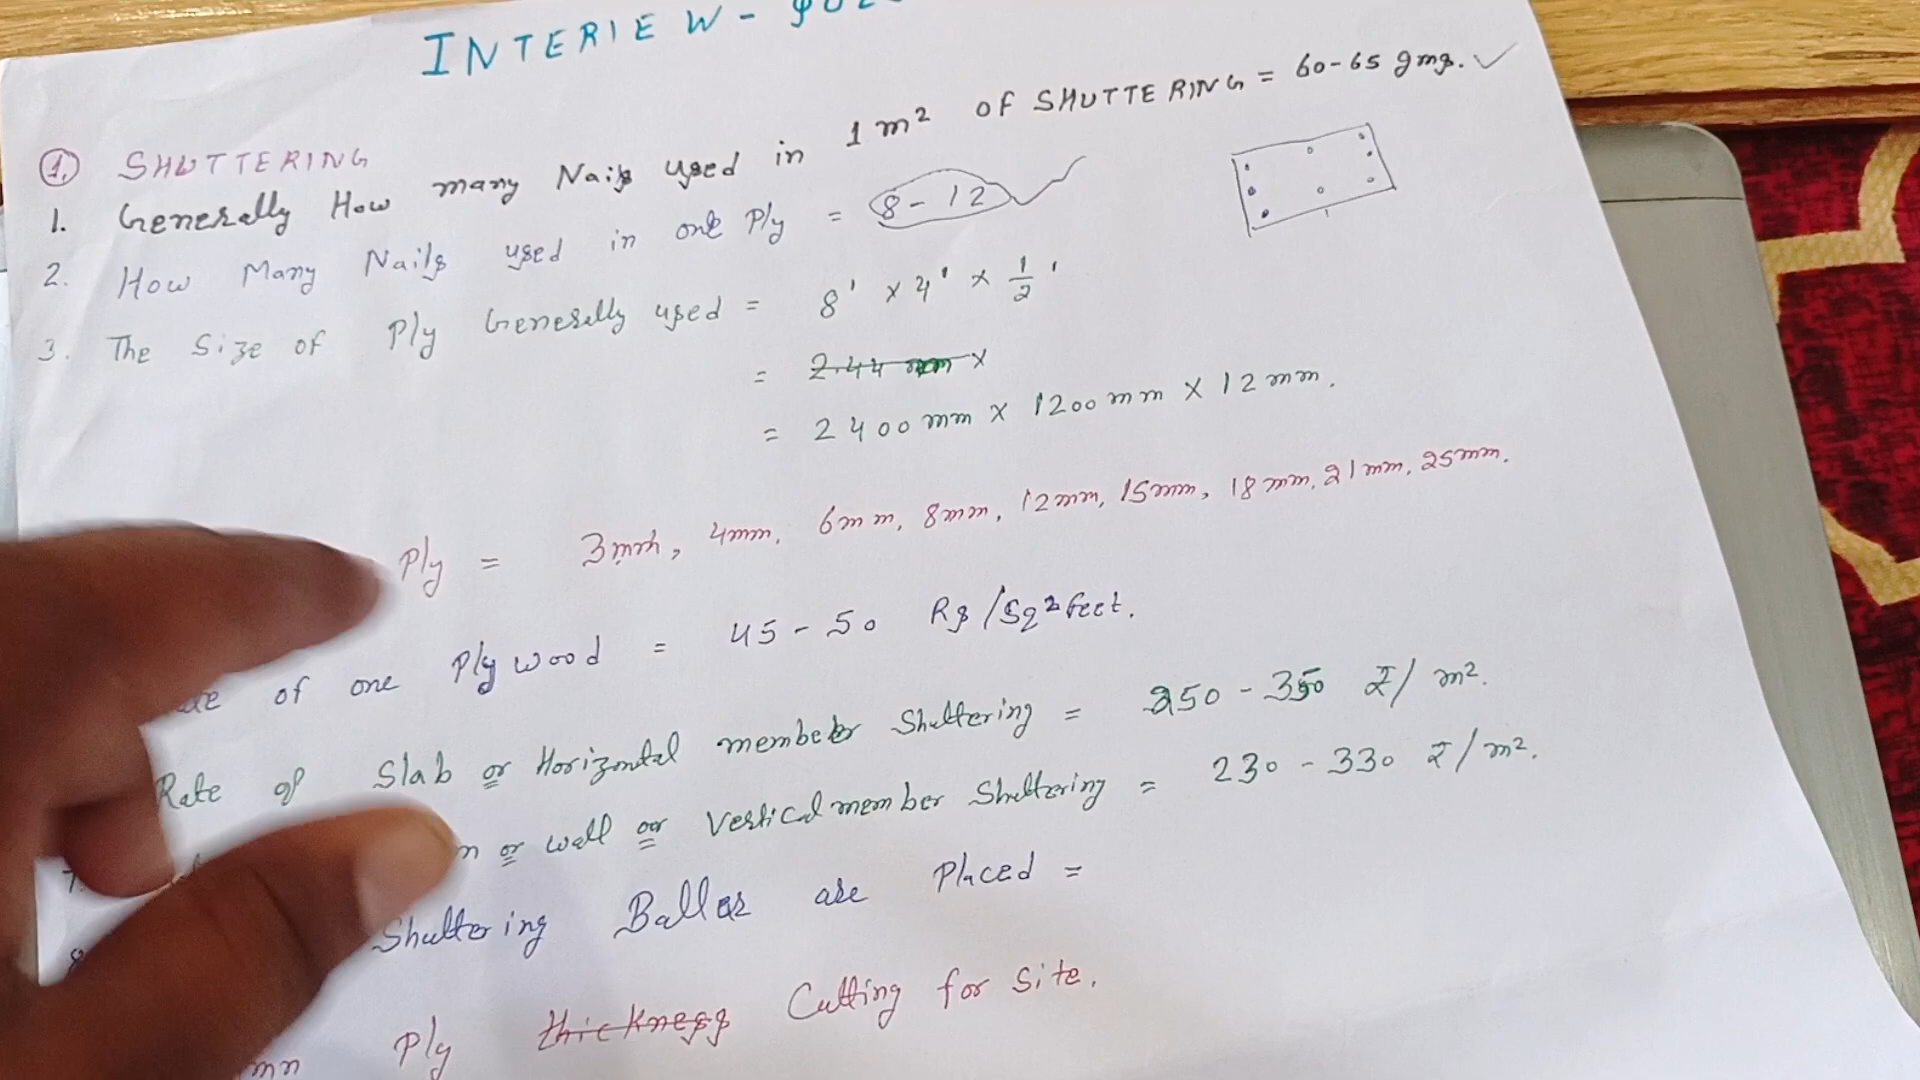 INTERIEW -
1. SHUTTERING
1. Generally How many Nails used in 1 m² OF SHUTTERING = 60-65 gms.
2. How Many Nails used in one Ply = 8-12
3. The Size of Ply Generally used = 8' x 4' x 1/2'
= 2.44 mm x
= 2400 mm x 1200 mm x 12 mm.
Ply = 3mm, 4mm, 6mm, 8mm, 12mm, 15mm, 18mm, 21mm, 25mm.
of one Plywood = 45-50 Rs/Sq² feet.
Rate of Slab or Horizontal member Shuttering = 250-350 ₹/m².
7. or wall or Vertical member Shuttering = 230-330 ₹/m².
8 Shuttering Ballas are Placed =
Ply thickness Cutting for Site.